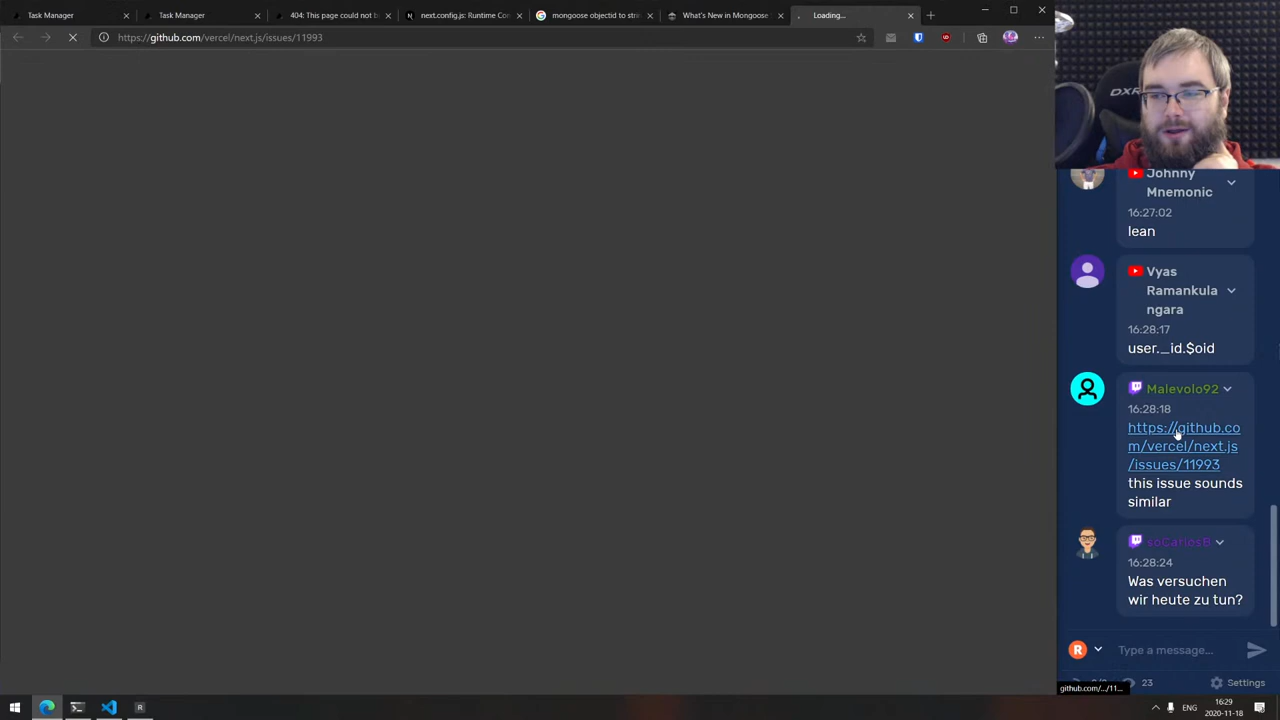 Task Manager
Task Manager
404: This page could not b
next.config.js: Runtime Co
mongoose objectid to stri
What's New in Mongoose
Loading...
https://github.com/vercel/next.js/issues/11993
DXR
Johnny
Mnemonic
16:27:02
lean
Vyas
Ramankula
ngara
16:28:17
user._id.$oid
Malevolo92
16:28:18
https://github.co
m/vercel/next.js
/issues/11993
this issue sounds
similar
soCarlosB
16:28:24
Was versuchen
wir heute zu tun?
R
Type a message...
23
Settings
github.com/.../11...
ENG
16:29
2020-11-18